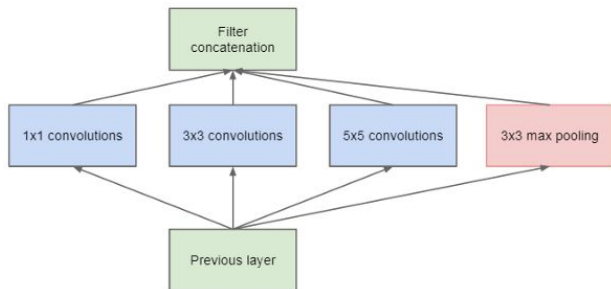 Filter
concatenation
1x1 convolutions
3x3 convolutions
5x5 convolutions
3x3 max pooling
Previous layer